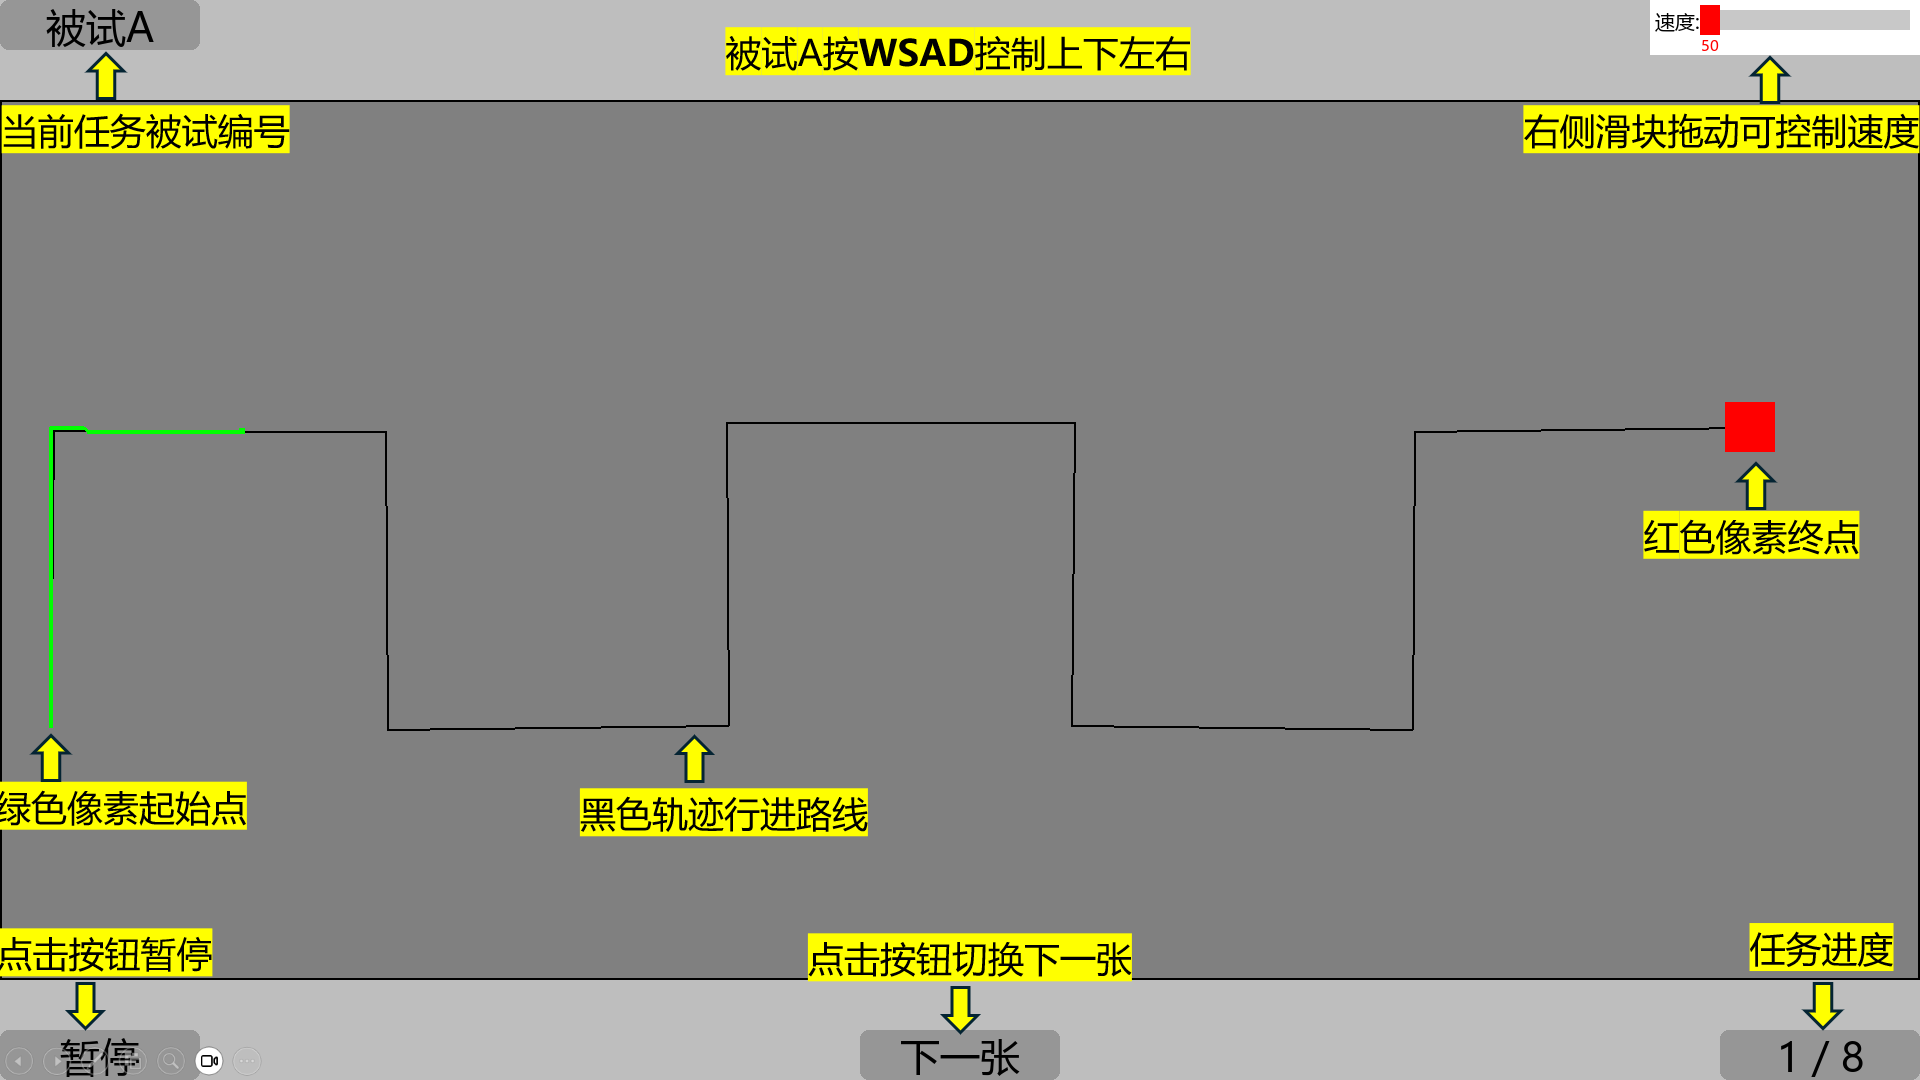 被试A
被试A按WSAD控制上下左右
速度:
50
当前任务被试编号
右侧滑块拖动可控制速度
红色像素终点
绿色像素起始点
黑色轨迹行进路线
点击按钮暂停
点击按钮切换下一张
任务进度
暂停
下一张
1 / 8